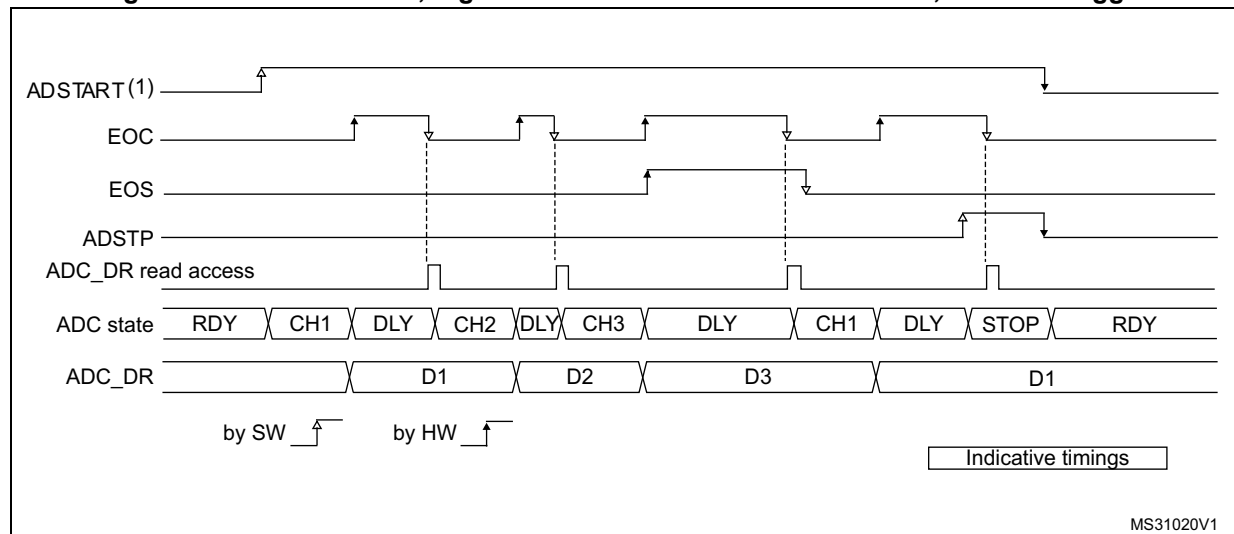 ADSTART(1)
EOC
EOS
ADSTP
ADC_DR read access
ADC state RDY CH1 DLY CH2 DLY CH3 DLY CH1 DLY STOP RDY
ADC_DR D1 D2 D3 D1
by SW by HW
Indicative timings
MS31020V1